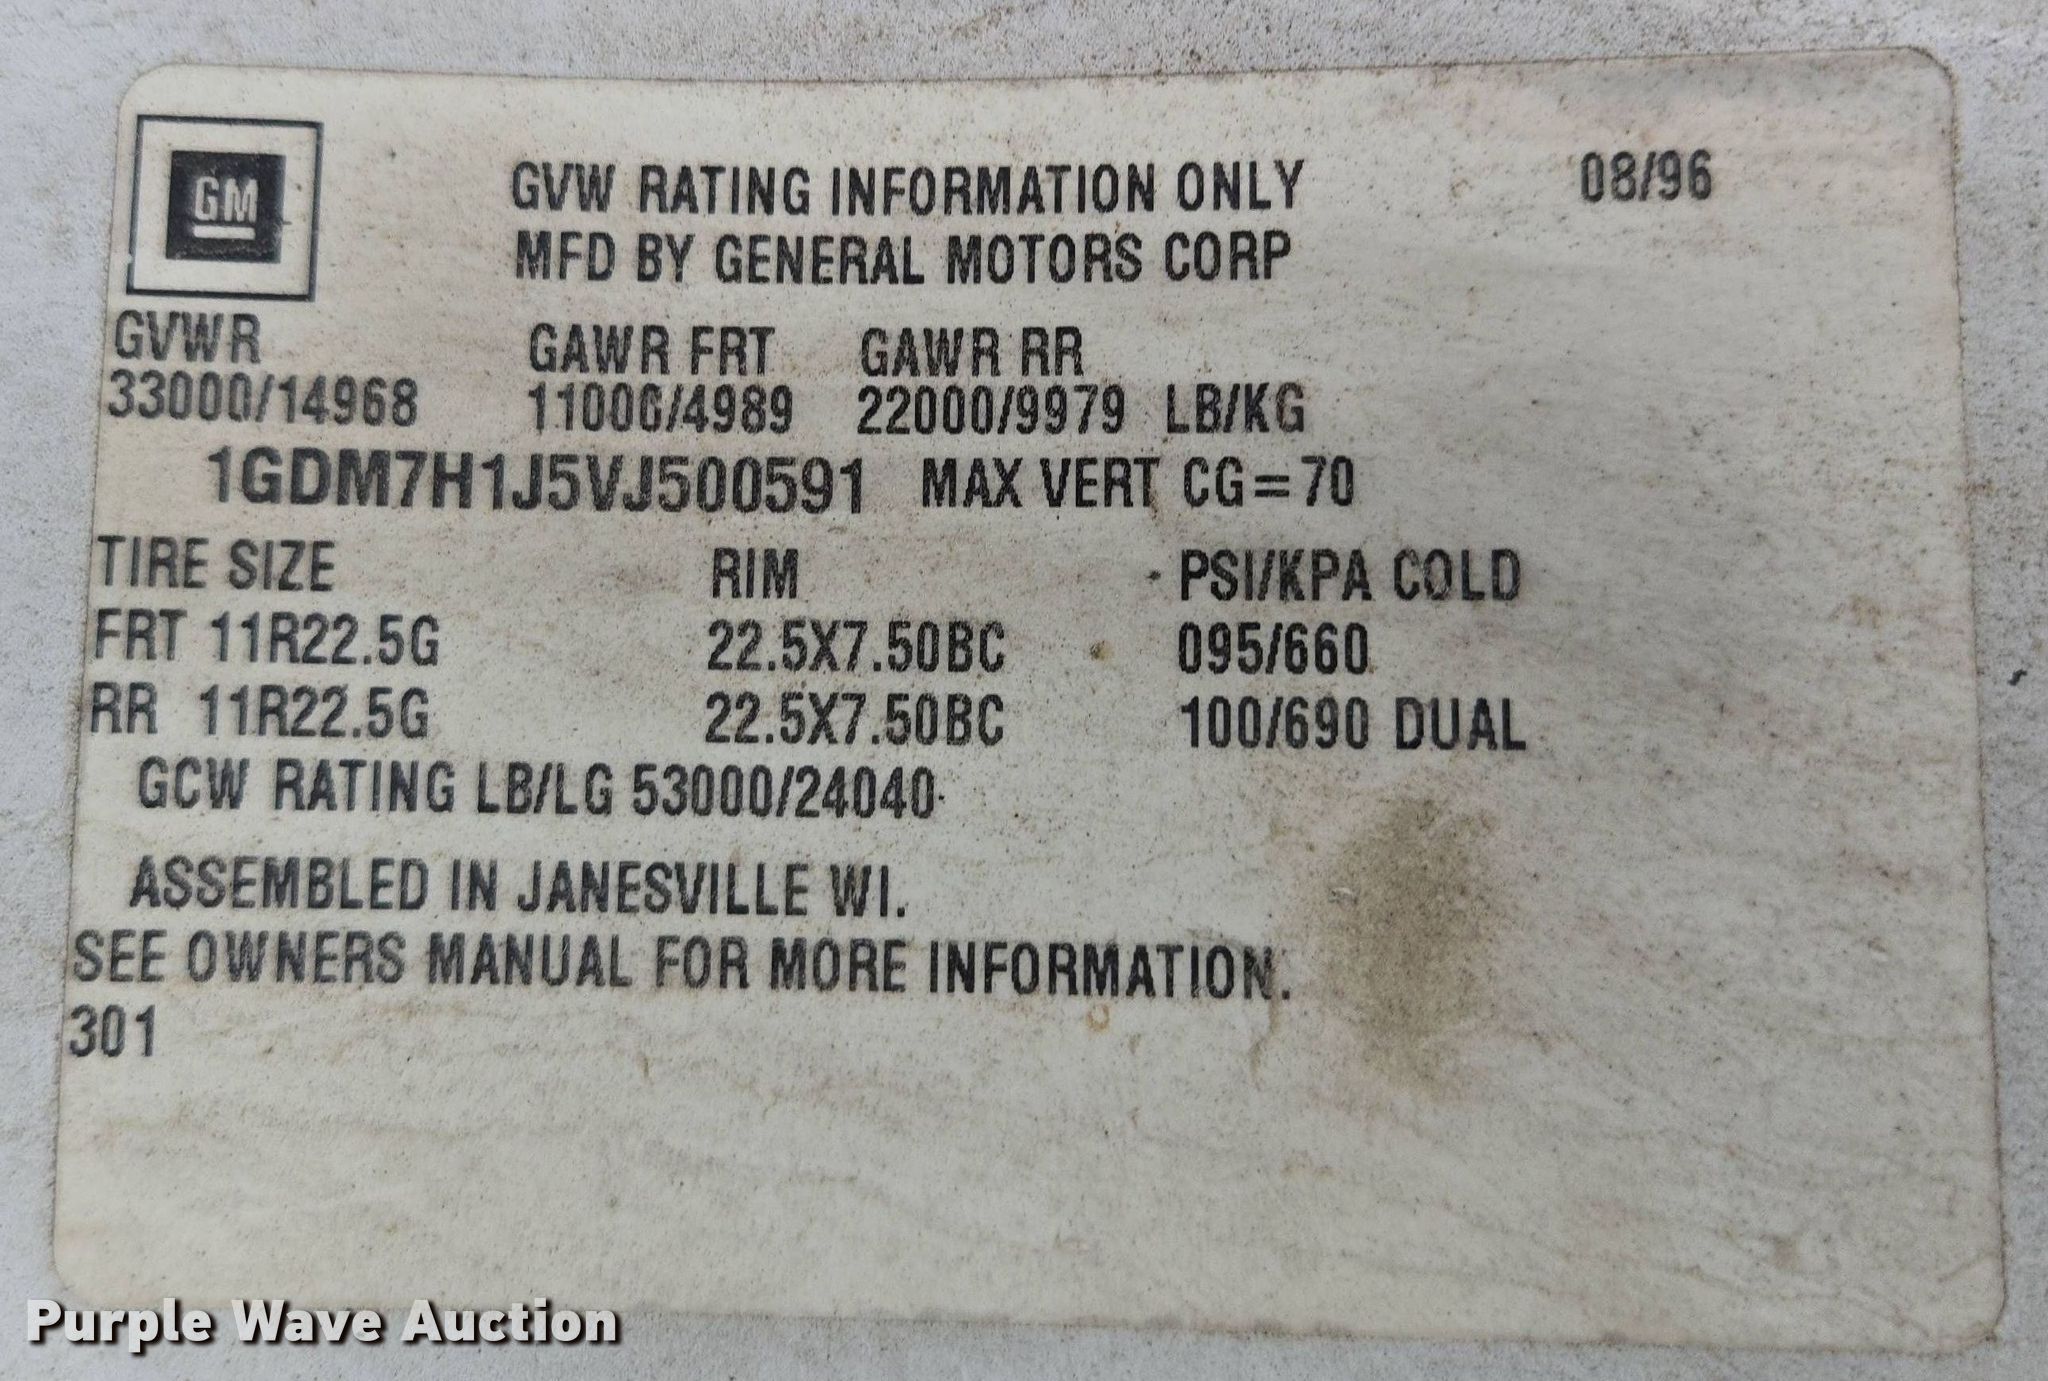 GM
GVW RATING INFORMATION ONLY 08/96
MFD BY GENERAL MOTORS CORP
GVWR GAWR FRT GAWR RR
33000/14968 11000/4989 22000/9979 LB/KG
1GDM7H1J5VJ500591 MAX VERT CG=70
TIRE SIZE RIM PSI/KPA COLD
FRT 11R22.5G 22.5X7.50BC 095/660
RR 11R22.5G 22.5X7.50BC 100/690 DUAL
GCW RATING LB/LG 53000/24040
ASSEMBLED IN JANESVILLE WI.
SEE OWNERS MANUAL FOR MORE INFORMATION.
301
Purple Wave Auction